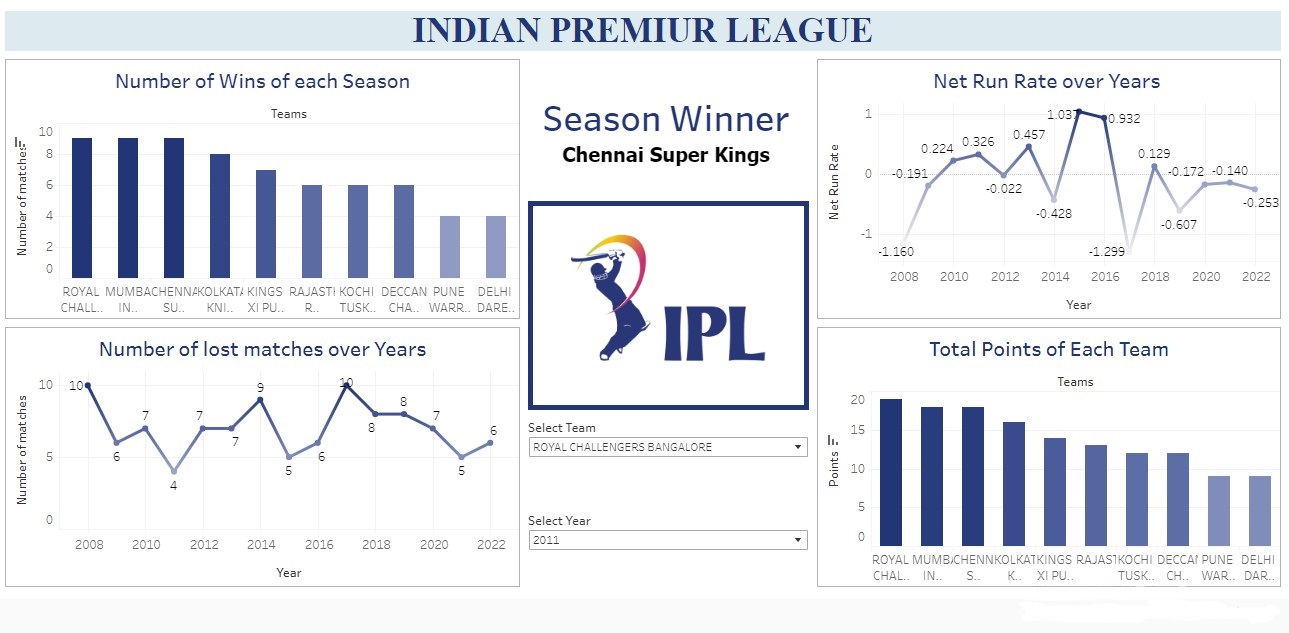 INDIAN PREMIUR LEAGUE
Number of Wins of each Season
Teams
Number of matches
10
8
6
4
2
0
ROYAL CHALL..
MUMBA IN..
CHENNA SU..
KOLKATA KNI..
KINGS XI PU..
RAJASTH R..
KOCHI TUSK..
DECCAN CHA..
PUNE WARR..
DELHI DARE..
Season Winner
Chennai Super Kings
IPL
Select Team
ROYAL CHALLENGERS BANGALORE
Select Year
2011
Net Run Rate over Years
Net Run Rate
1
0
-1
-1.160
-0.191
0.224
0.326
-0.022
0.457
-0.428
1.037
0.932
-1.299
0.129
-0.607
-0.172
-0.140
-0.253
2008 2010 2012 2014 2016 2018 2020 2022
Year
Number of lost matches over Years
Number of matches
10
5
0
10
6
7
4
7
7
9
5
6
10
8
8
7
5
6
2008 2010 2012 2014 2016 2018 2020 2022
Year
Total Points of Each Team
Teams
Points
20
15
10
5
0
ROYAL CHAL..
MUMBA IN..
CHENN S..
KOLKAT K..
KINGS XI PU..
RAJAST
KOCHI TUSK..
DECCAN CH..
PUNE WAR..
DELHI DAR..